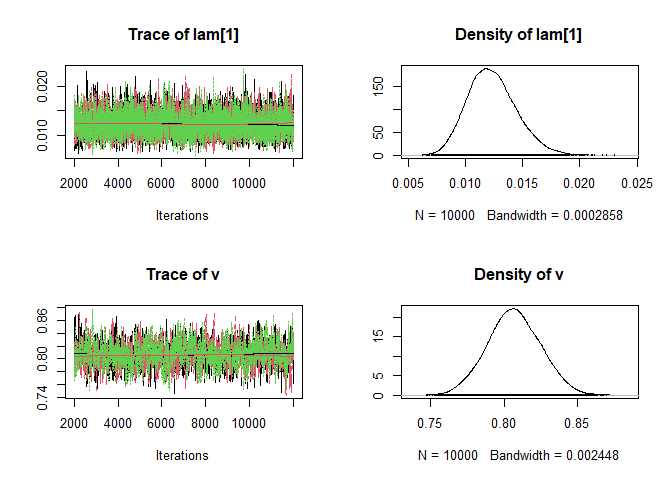 Trace of lam[1]
0.010
0.020
2000 4000 6000 8000 10000
Iterations
Density of lam[1]
0
50
150
0.005 0.010 0.015 0.020 0.025
N = 10000 Bandwidth = 0.0002858
Trace of v
0.74
0.80
0.86
2000 4000 6000 8000 10000
Iterations
Density of v
0
5
15
0.75 0.80 0.85
N = 10000 Bandwidth = 0.002448